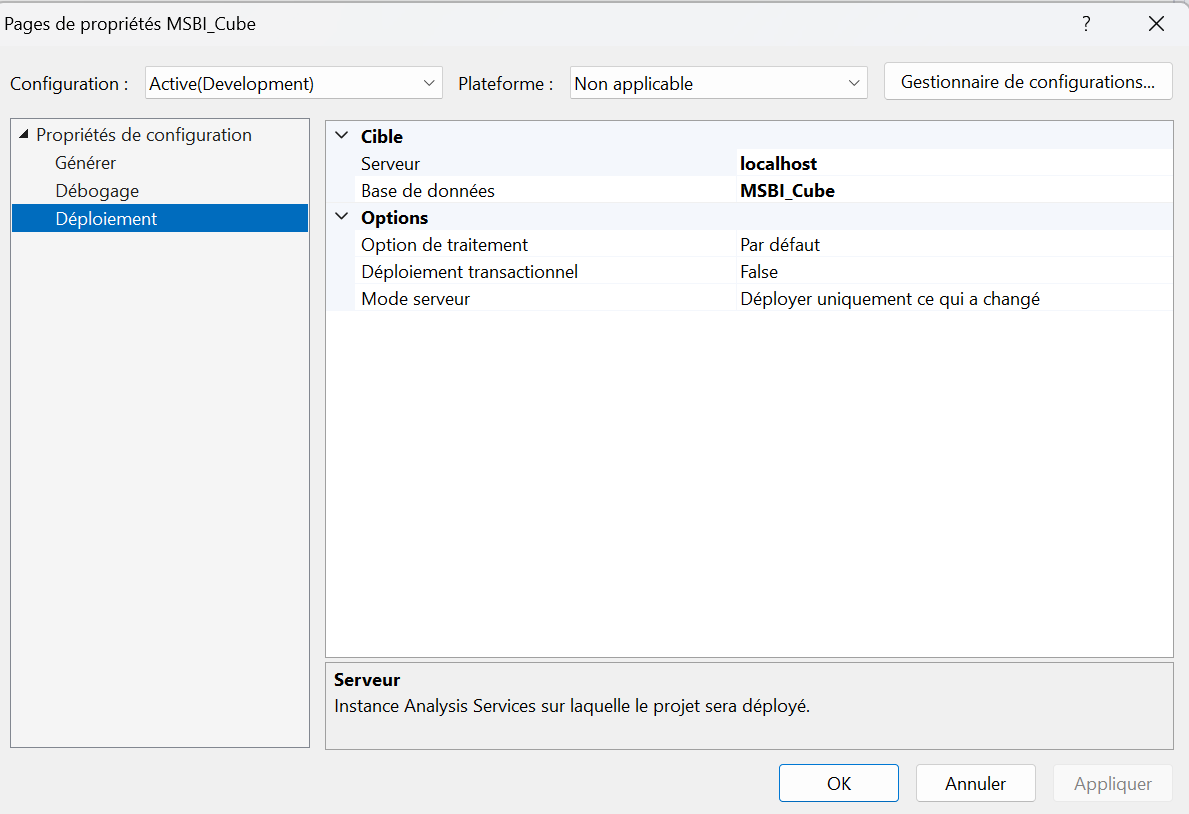 Pages de propriétés MSBI_Cube ?
Configuration : Active(Development) Plateforme : Non applicable Gestionnaire de configurations...
Propriétés de configuration
Générer
Débogage
Déploiement
Cible
Serveur localhost
Base de données MSBI_Cube
Options
Option de traitement Par défaut
Déploiement transactionnel False
Mode serveur Déployer uniquement ce qui a changé
Serveur
Instance Analysis Services sur laquelle le projet sera déployé.
OK Annuler Appliquer